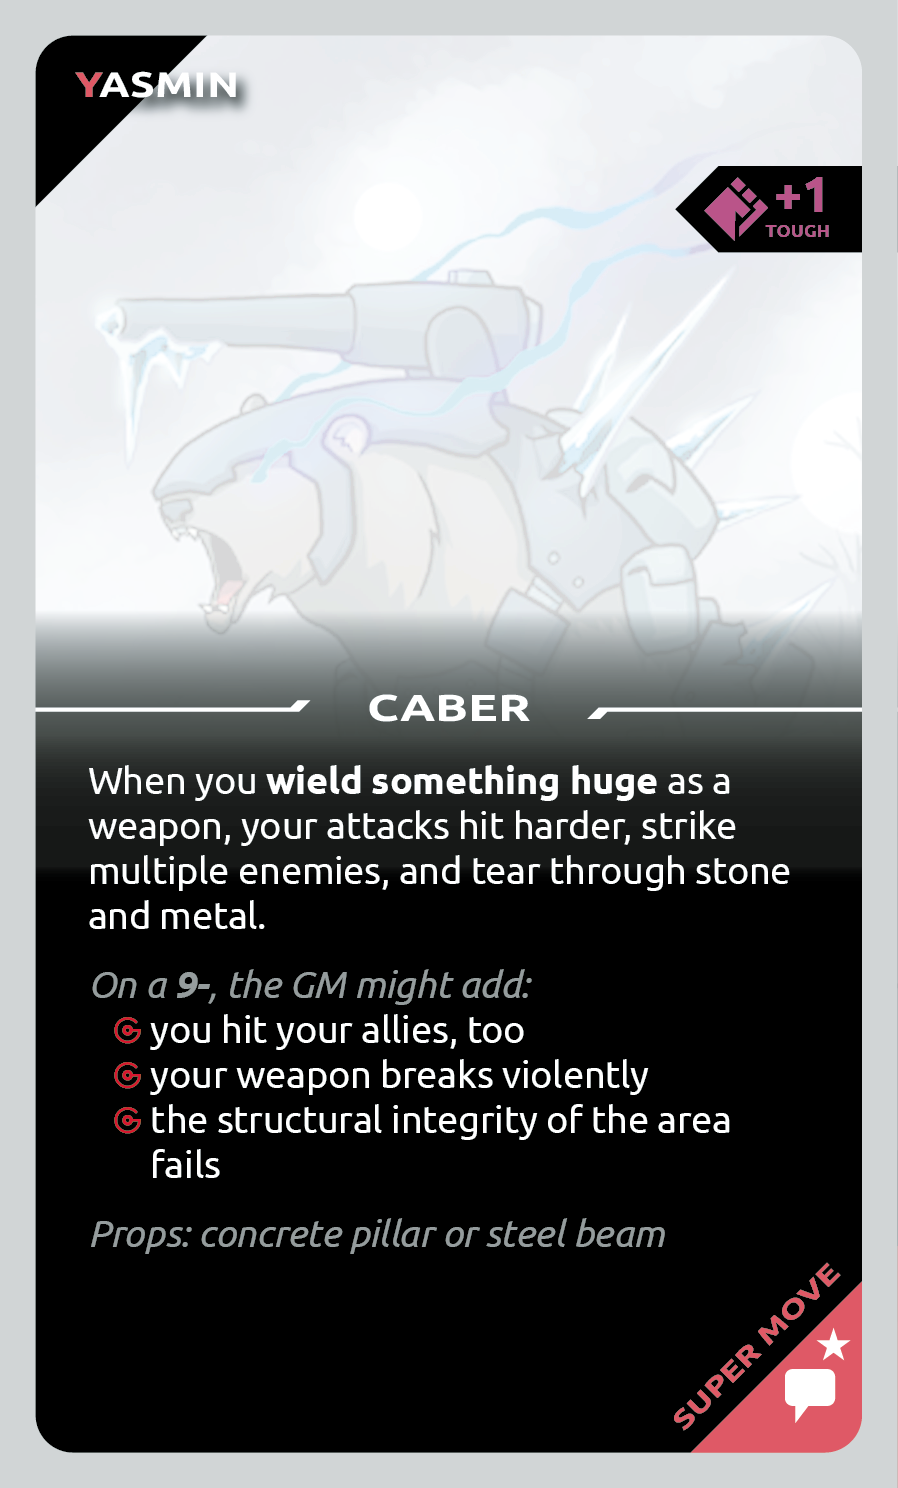 YASMIN
+1
TOUGH
CABER
When you wield something huge as a
weapon, your attacks hit harder, strike
multiple enemies, and tear through stone
and metal.
On a 9-, the GM might add:
you hit your allies, too
your weapon breaks violently
the structural integrity of the area
fails
Props: concrete pillar or steel beam
SUPER MOVE